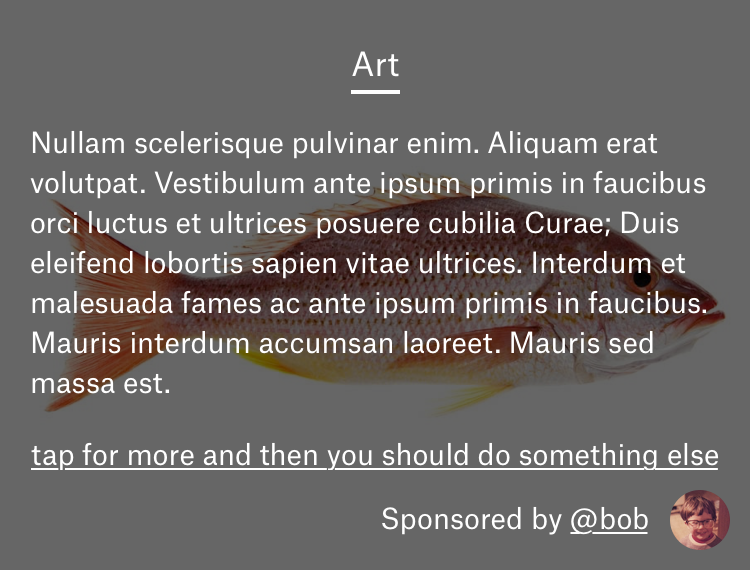 Art
Nullam scelerisque pulvinar enim. Aliquam erat
volutpat. Vestibulum ante ipsum primis in faucibus
orci luctus et ultrices posuere cubilia Curae; Duis
eleifend lobortis sapien vitae ultrices. Interdum et
malesuada fames ac ante ipsum primis in faucibus.
Mauris interdum accumsan laoreet. Mauris sed
massa est.
tap for more and then you should do something else
Sponsored by @bob